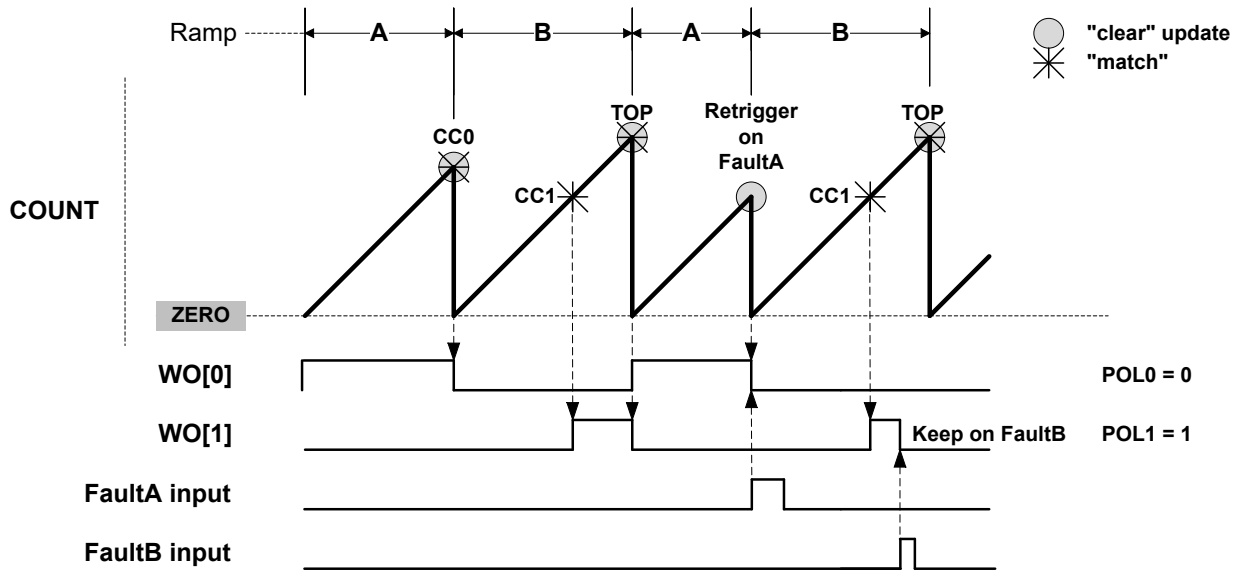 Ramp
A
B
A
B
"clear" update
"match"
CC0
TOP
Retrigger
on
FaultA
TOP
CC1
CC1
COUNT
ZERO
WO[0]
POL0 = 0
WO[1]
Keep on FaultB
POL1 = 1
FaultA input
FaultB input